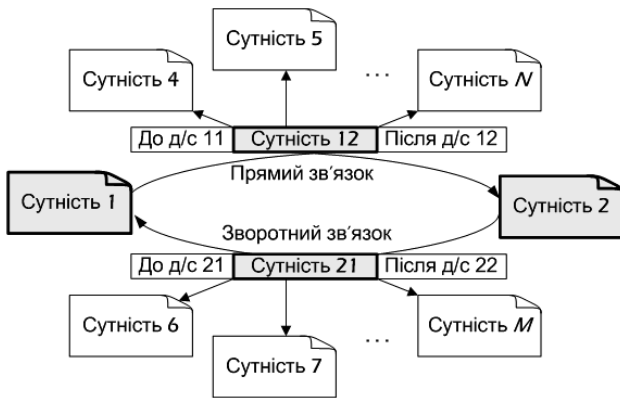 Сутність 5
Сутність 4
...
Сутність N
До д/с 11
Сутність 12
Після д/с 12
Прямий зв'язок
Сутність 1
Сутність 2
Зворотний зв'язок
До д/с 21
Сутність 21
Після д/с 22
Сутність 6
Сутність 7
...
Сутність M